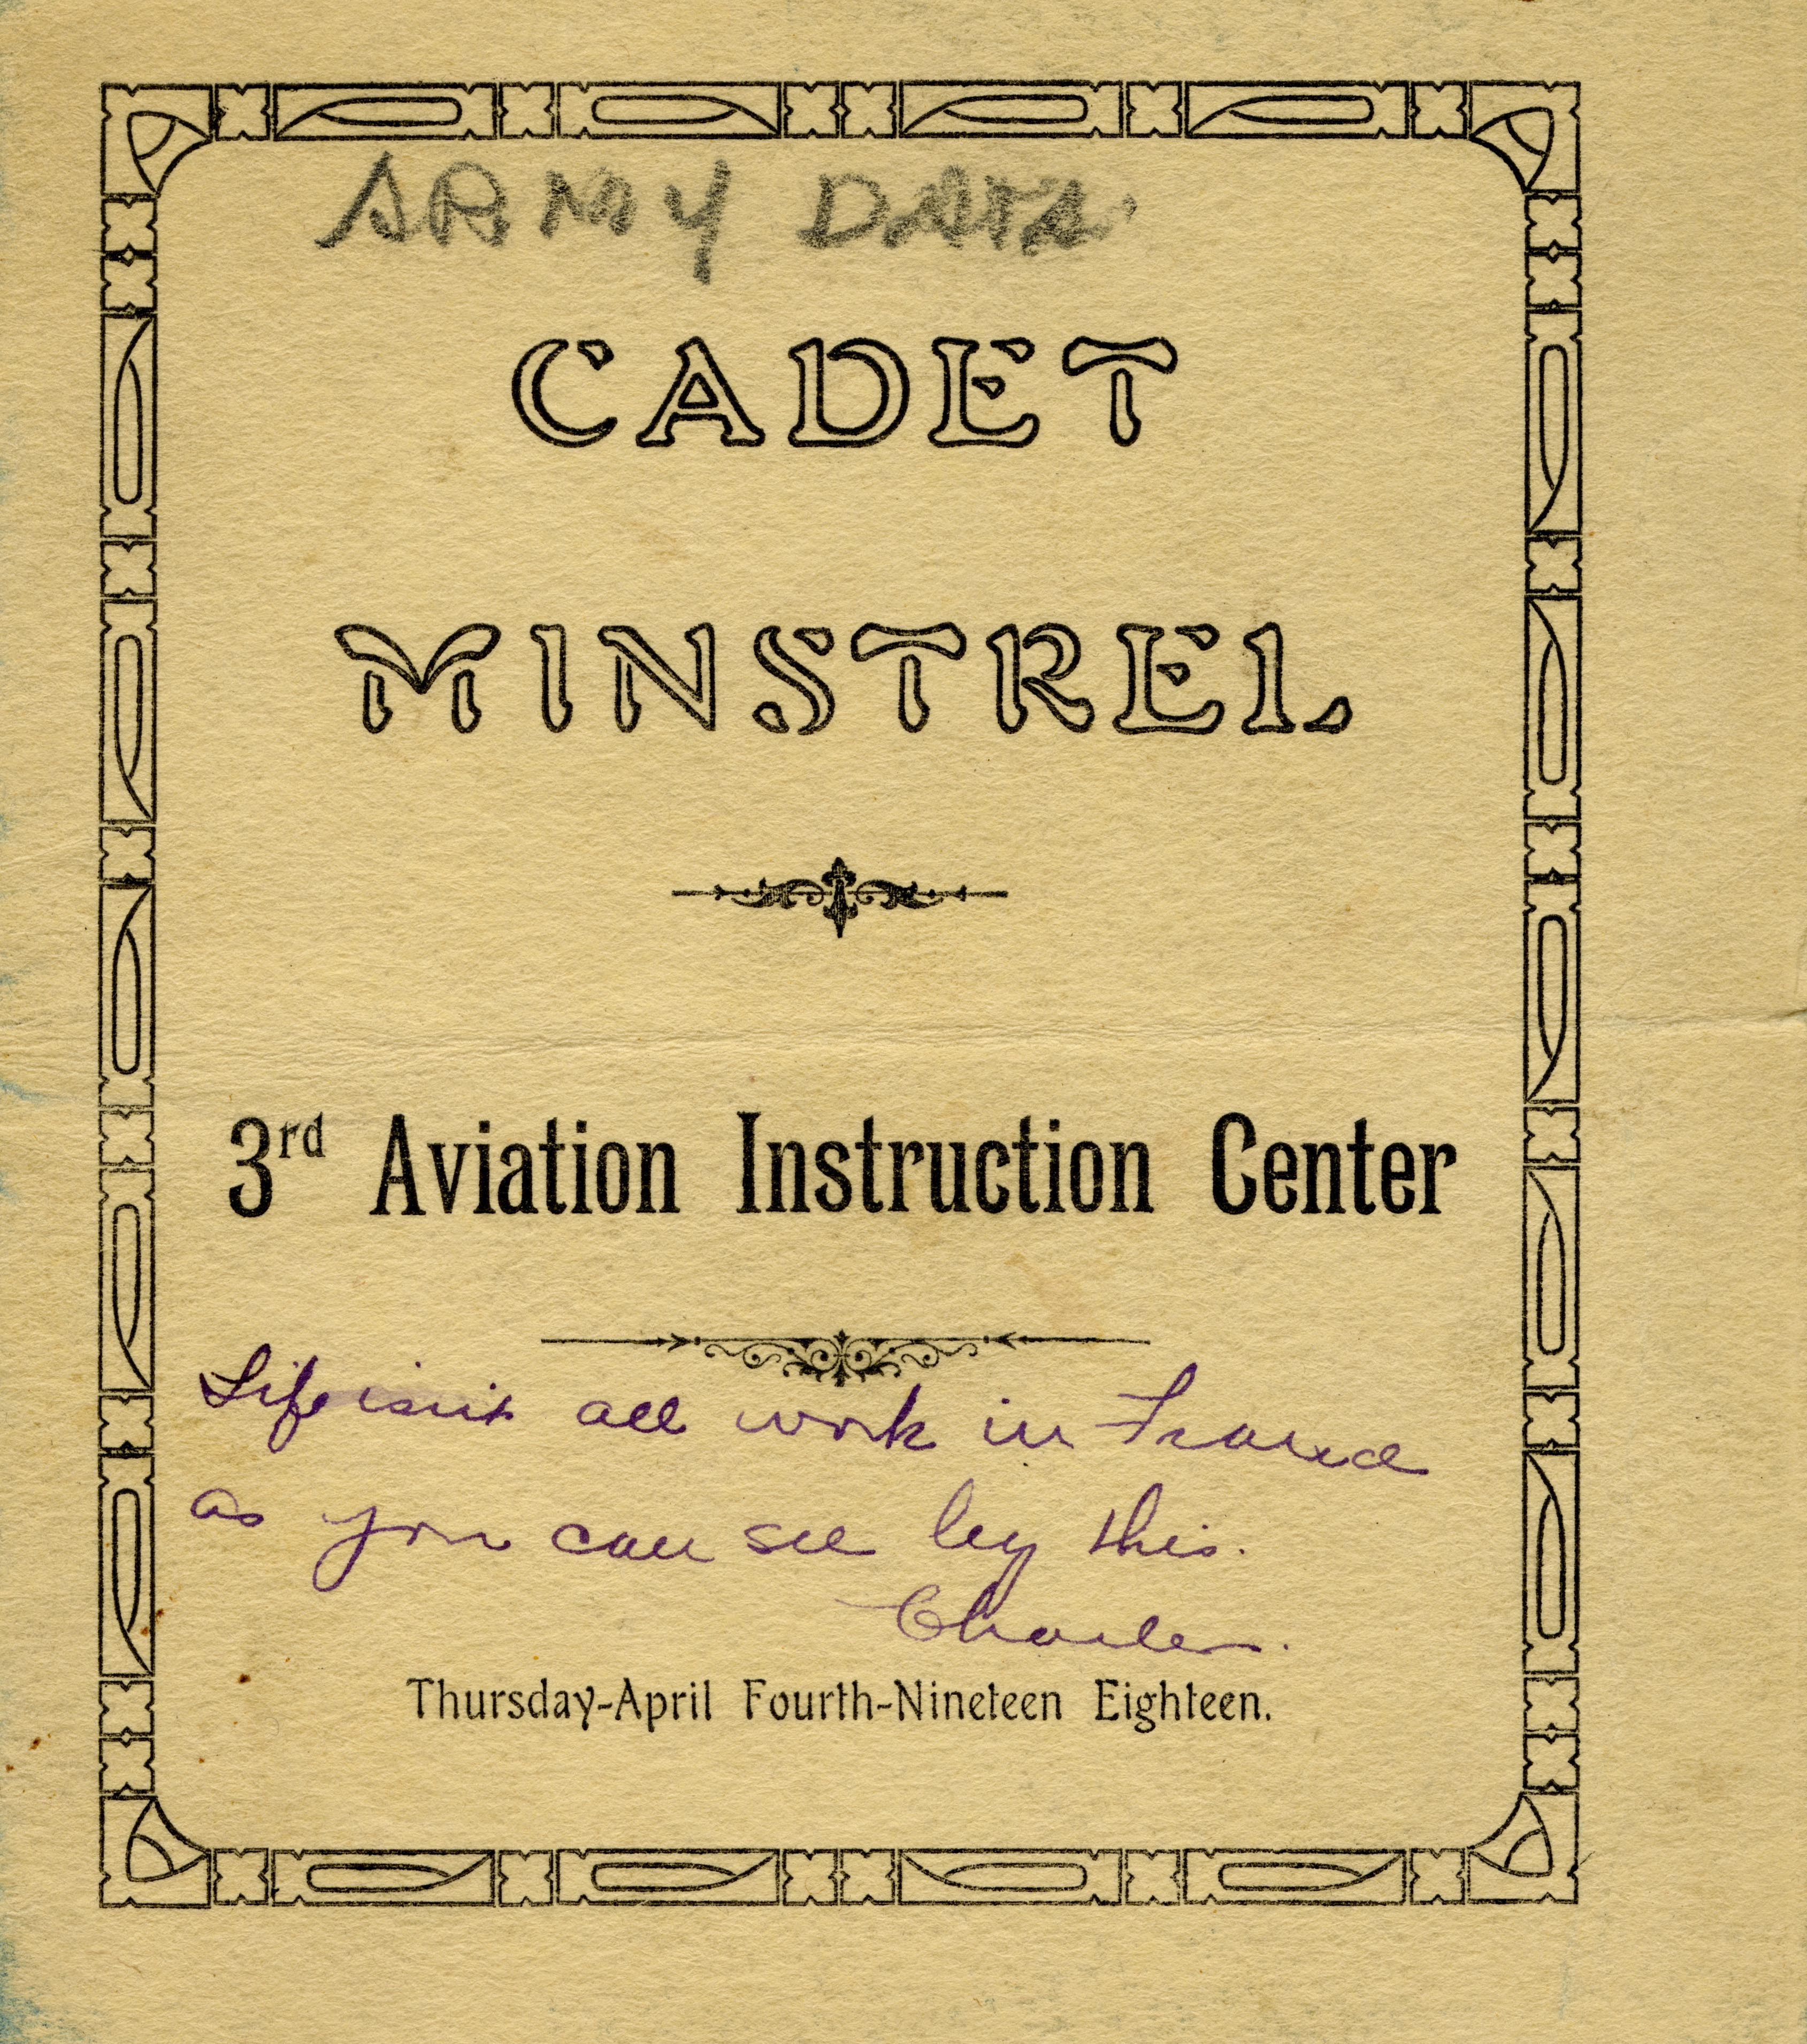 ARMY DATA
CADET
MINSTREL
3rd Aviation Instruction Center
Life isn't all work in France
as you can see by this.
Charles.
Thursday-April Fourth-Nineteen Eighteen.